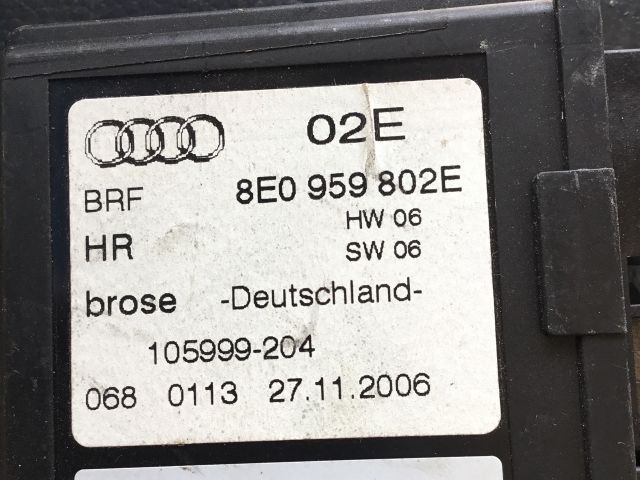 02E
BRF 8E0 959 802E
HW 06
HR SW 06
brose -Deutschland-
105999-204
068 0113 27.11.2006